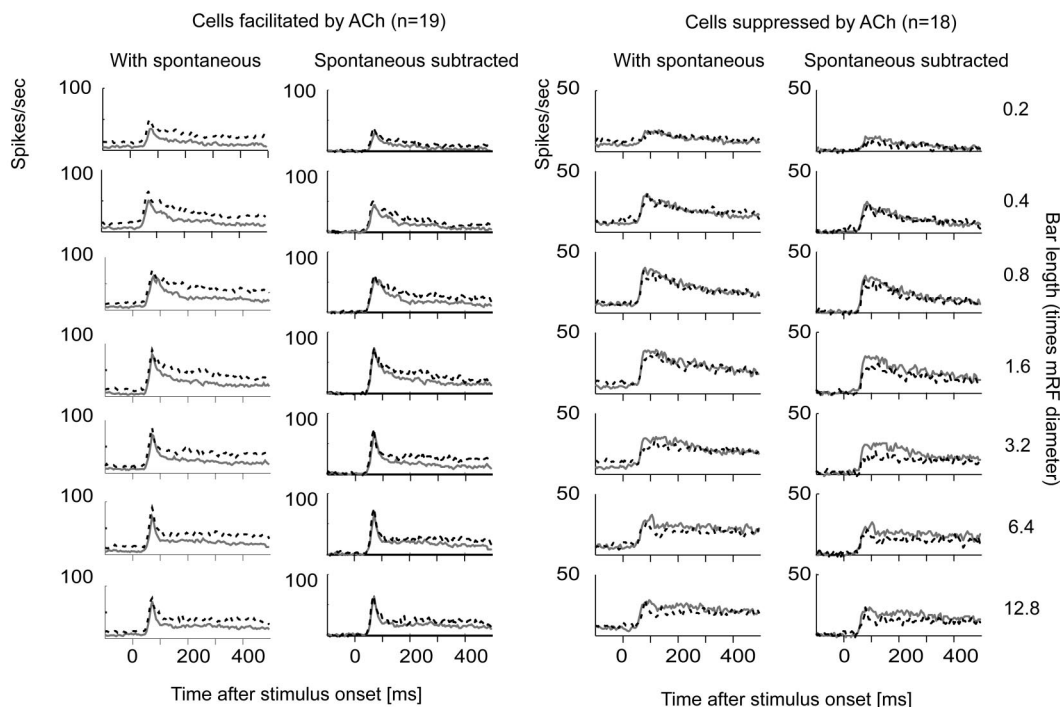 Cells facilitated by ACh (n=19)
Cells suppressed by ACh (n=18)
With spontaneous
Spontaneous subtracted
With spontaneous
Spontaneous subtracted
Spikes/sec
Spikes/sec
100
100
50
50
0.2
100
100
50
50
0.4
100
100
50
50
0.8
100
100
50
50
1.6
100
100
50
50
3.2
100
100
50
50
6.4
100
100
50
50
12.8
Bar length (times mRF diameter)
0 200 400
0 200 400
0 200 400
0 200 400
Time after stimulus onset [ms]
Time after stimulus onset [ms]